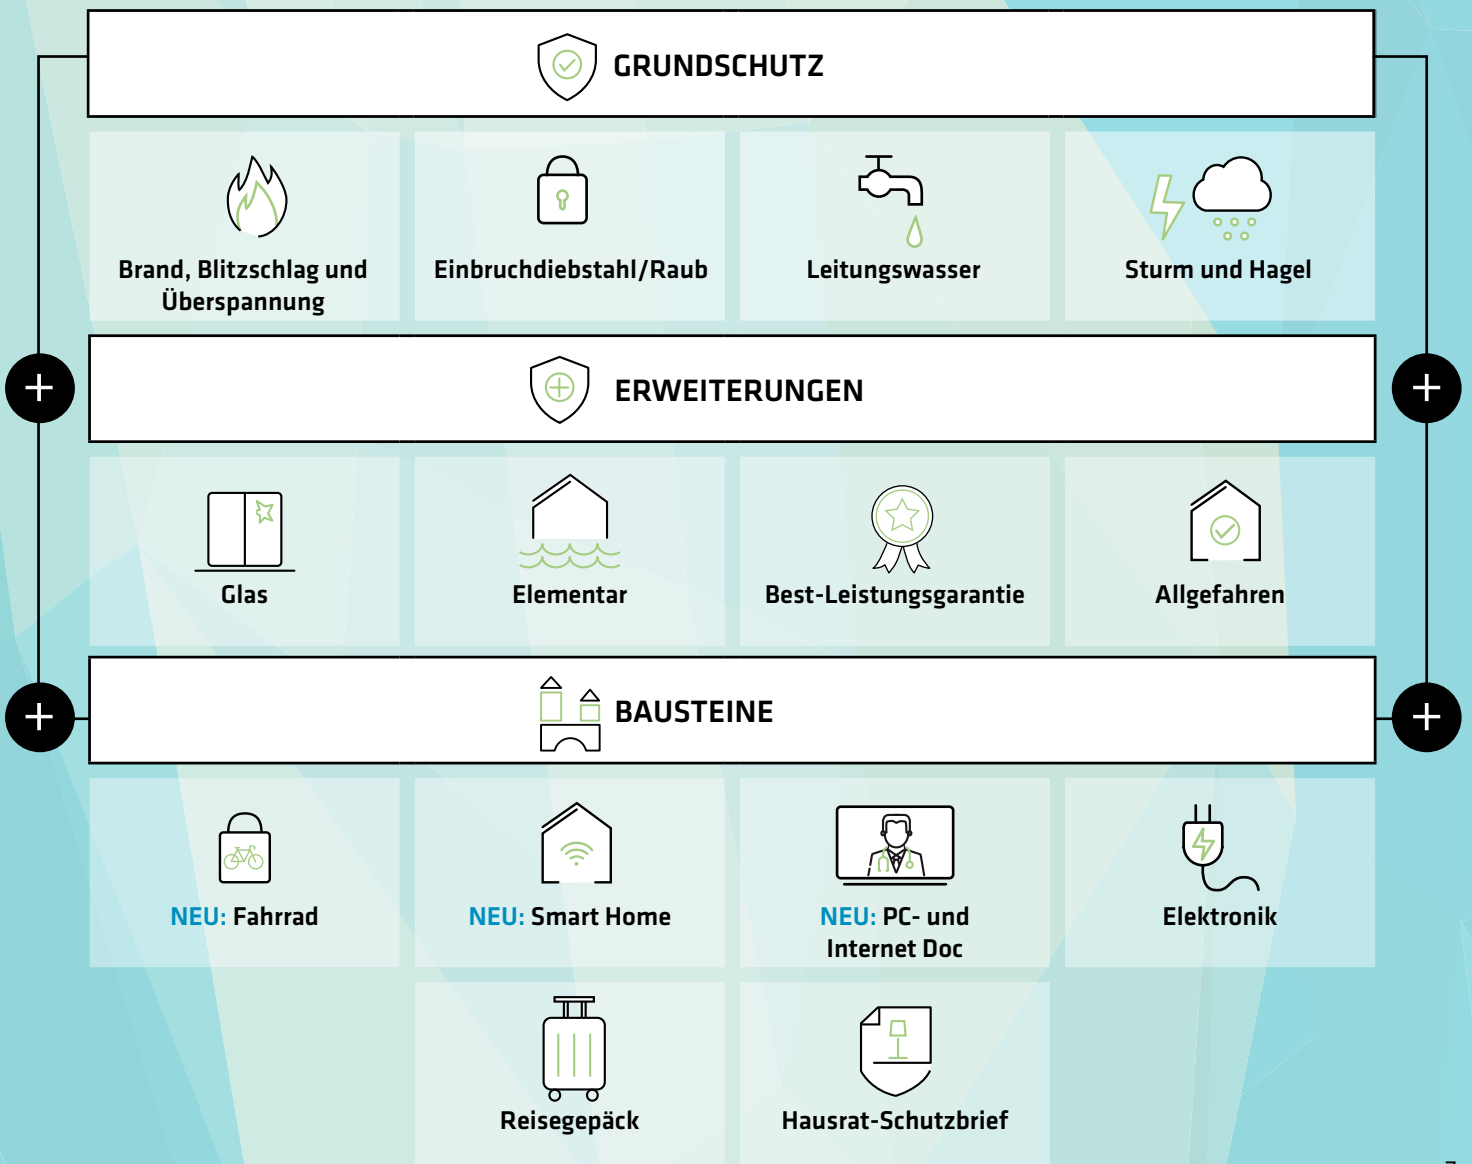 GRUNDSCHUTZ
Brand, Blitzschlag und
Überspannung
Einbruchdiebstahl/Raub
Leitungswasser
Sturm und Hagel
ERWEITERUNGEN
Glas
Elementar
Best-Leistungsgarantie
Allgefahren
BAUSTEINE
NEU: Fahrrad
NEU: Smart Home
NEU: PC- und
Internet Doc
Elektronik
Reisegepäck
Hausrat-Schutzbrief